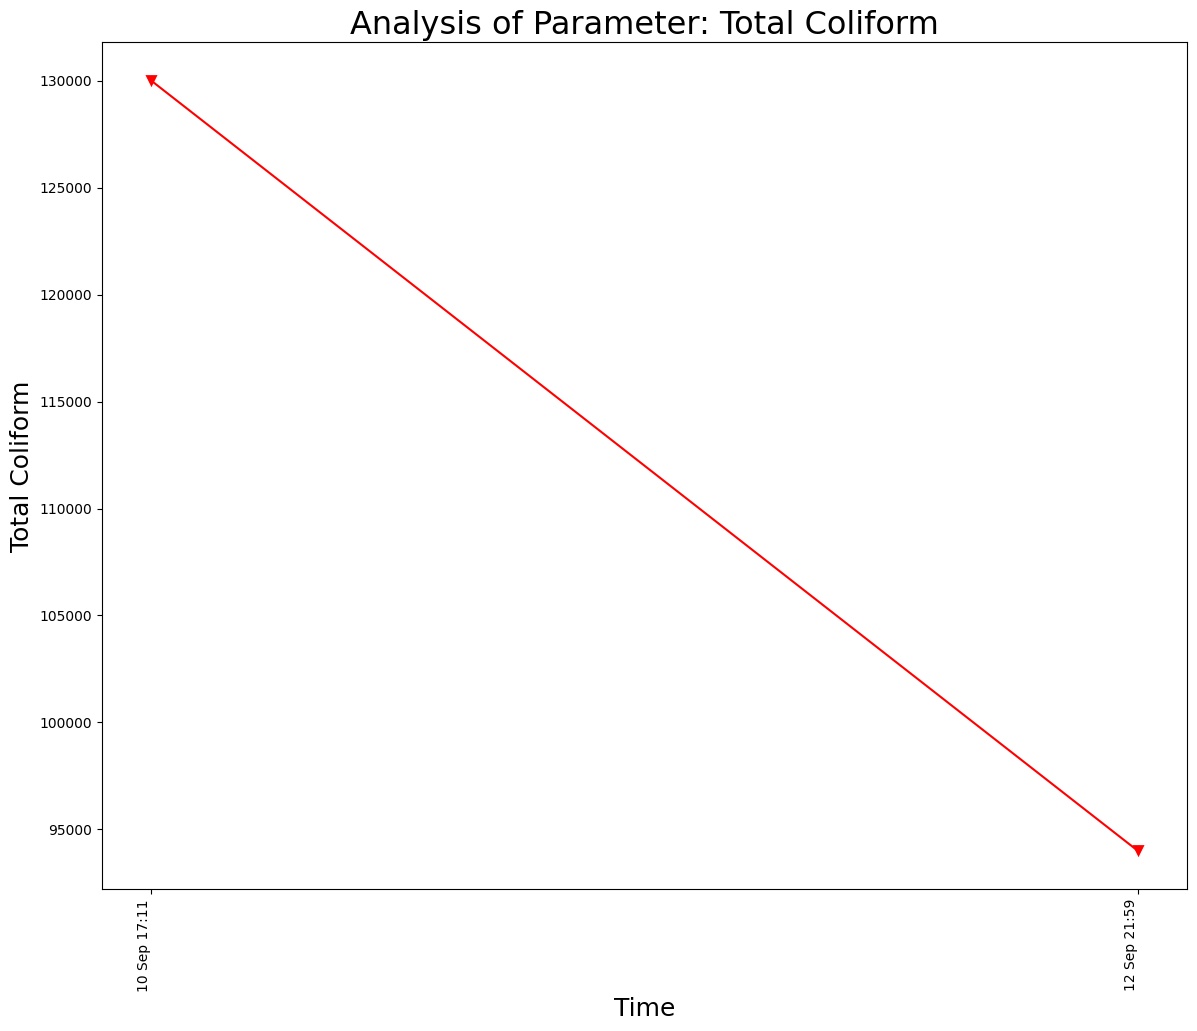 Analysis of Parameter: Total Coliform
Total Coliform
130000
125000
120000
115000
110000
105000
100000
95000
10 Sep 17:11
12 Sep 21:59
Time